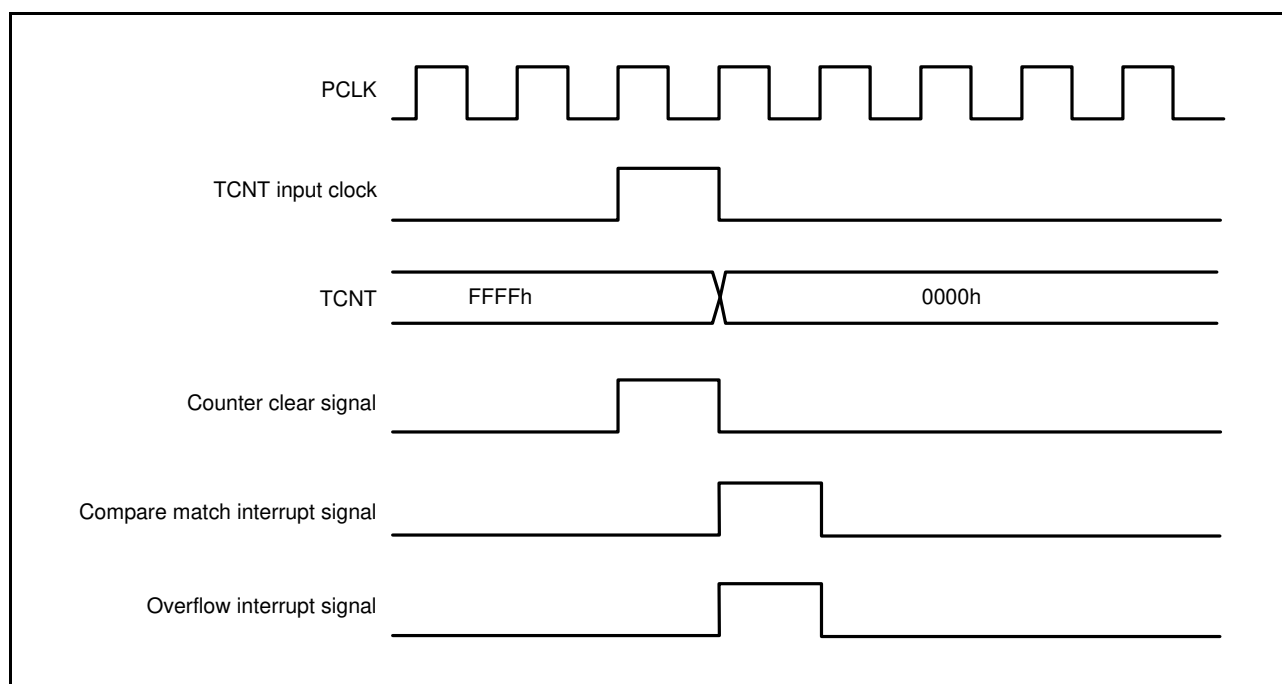 PCLK
TCNT input clock
TCNT
FFFFh
0000h
Counter clear signal
Compare match interrupt signal
Overflow interrupt signal